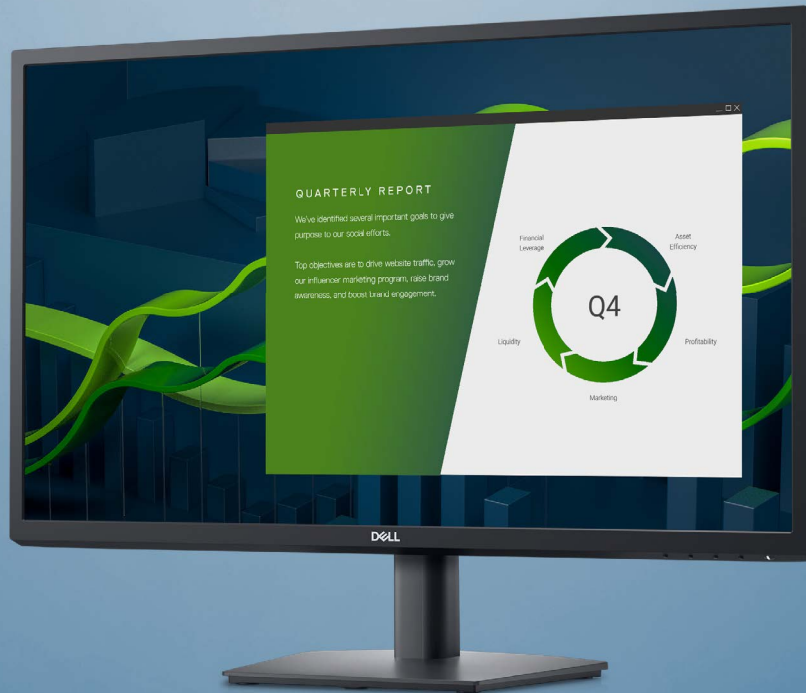 QUARTERLY REPORT
We've identified several important goals to give
purpose to our social efforts.
Top objectives are to drive website traffic, grow
our influencer marketing program, raise brand
awareness, and boost brand engagement.
Financial
Leverage
Asset
Efficiency
Q4
Liquidity
Profitability
Marketing
DELL